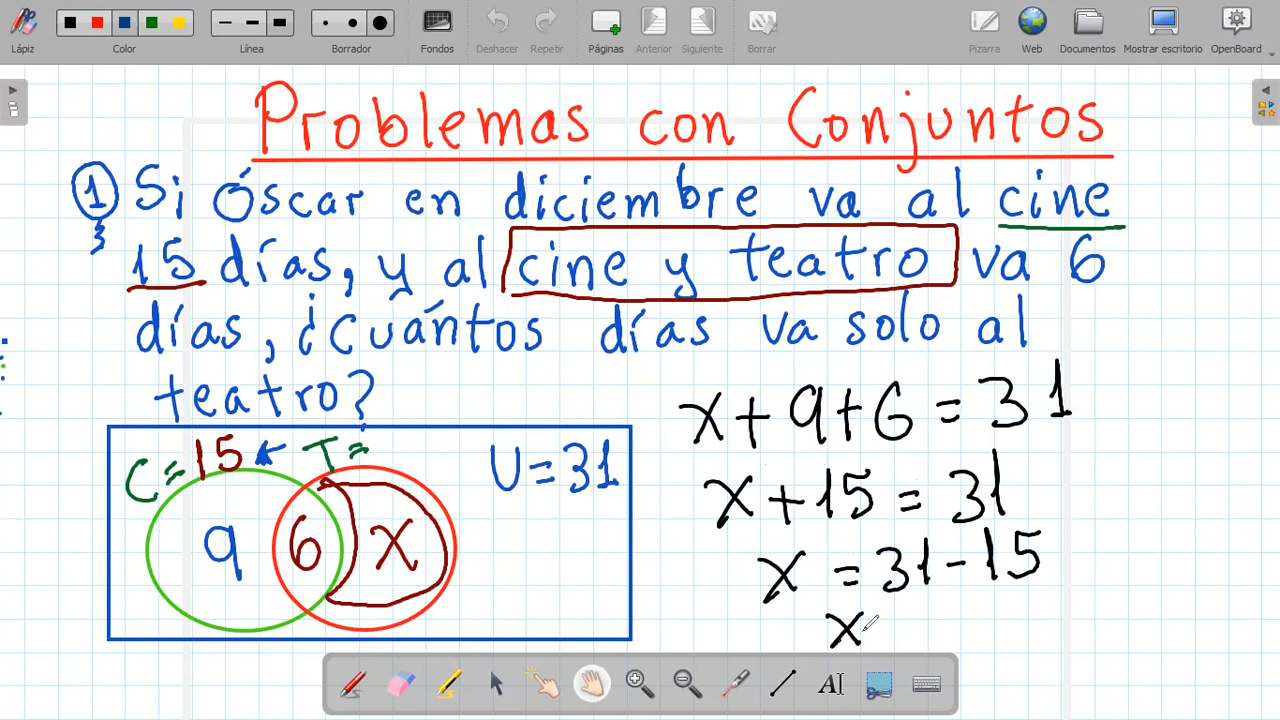 Lápiz Color Línea Borrador Fondos Deshacer Repetir Páginas Anterior Siguiente Borrar Pizarra Web Documentos Mostrar escritorio OpenBoard
Problemas con Conjuntos
1 Si Óscar en diciembre va al cine
15 días, y al cine y teatro va 6
días, ¿cuántos días va solo al
teatro?
x + 9 + 6 = 31
C = 15 T = U = 31
x + 15 = 31
9 6 x
x = 31 - 15
x
AI